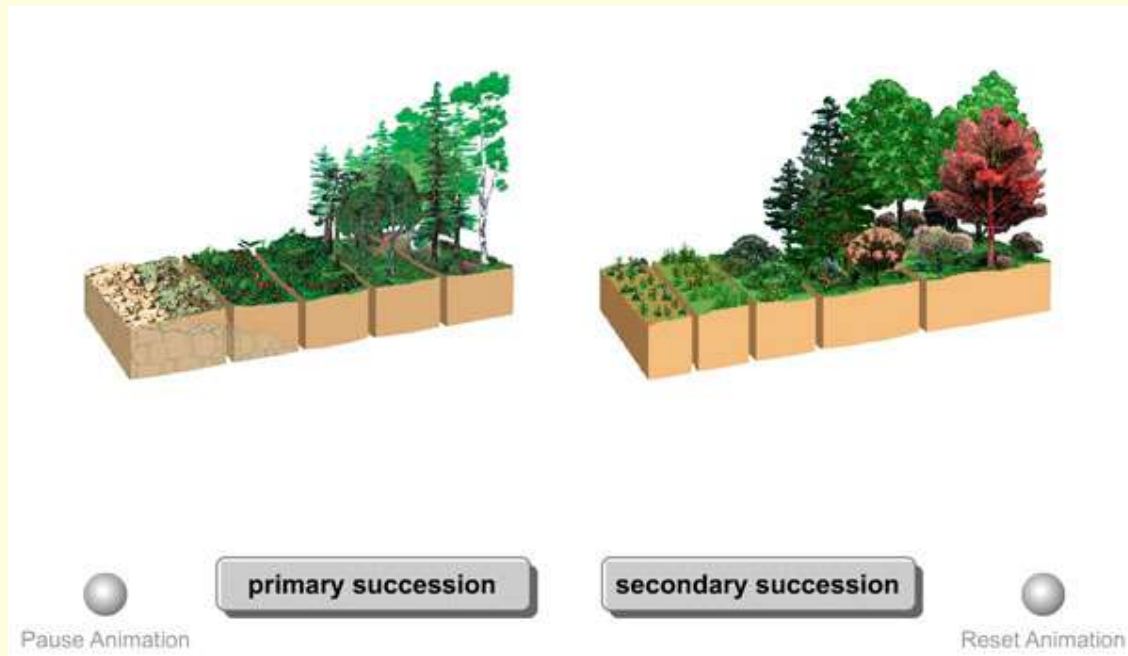 primary succession
secondary succession
Pause Animation
Reset Animation